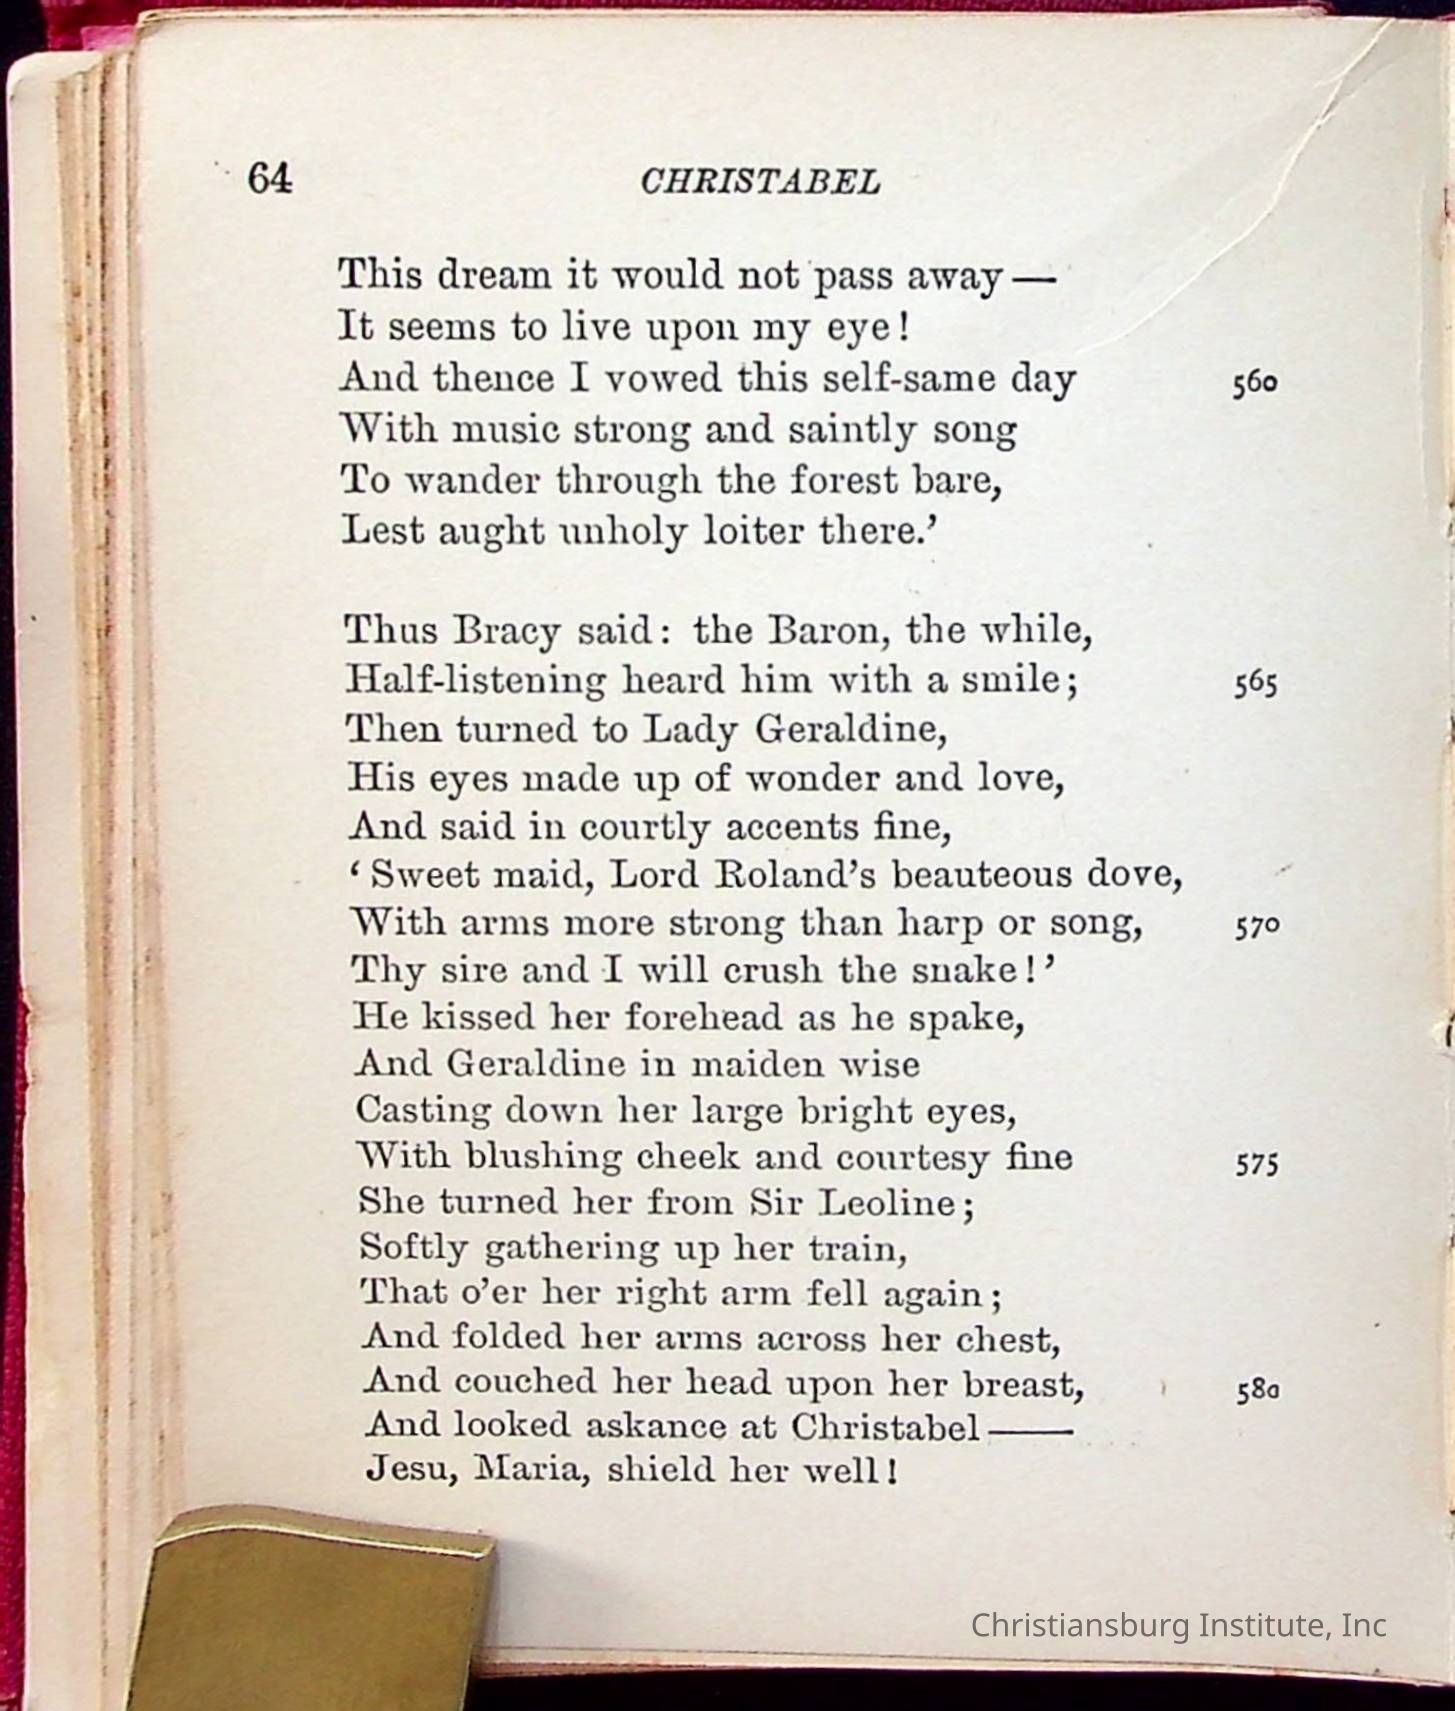 64 CHRISTABEL
This dream it would not pass away—
It seems to live upon my eye!
And thence I vowed this self-same day 560
With music strong and saintly song
To wander through the forest bare,
Lest aught unholy loiter there.’
Thus Bracy said: the Baron, the while,
Half-listening heard him with a smile; 565
Then turned to Lady Geraldine,
His eyes made up of wonder and love,
And said in courtly accents fine,
‘Sweet maid, Lord Roland’s beauteous dove,
With arms more strong than harp or song, 570
Thy sire and I will crush the snake!’
He kissed her forehead as he spake,
And Geraldine in maiden wise
Casting down her large bright eyes,
With blushing cheek and courtesy fine 575
She turned her from Sir Leoline;
Softly gathering up her train,
That o’er her right arm fell again;
And folded her arms across her chest,
And couched her head upon her breast, 580
And looked askance at Christabel——
Jesu, Maria, shield her well!
Christiansburg Institute, Inc